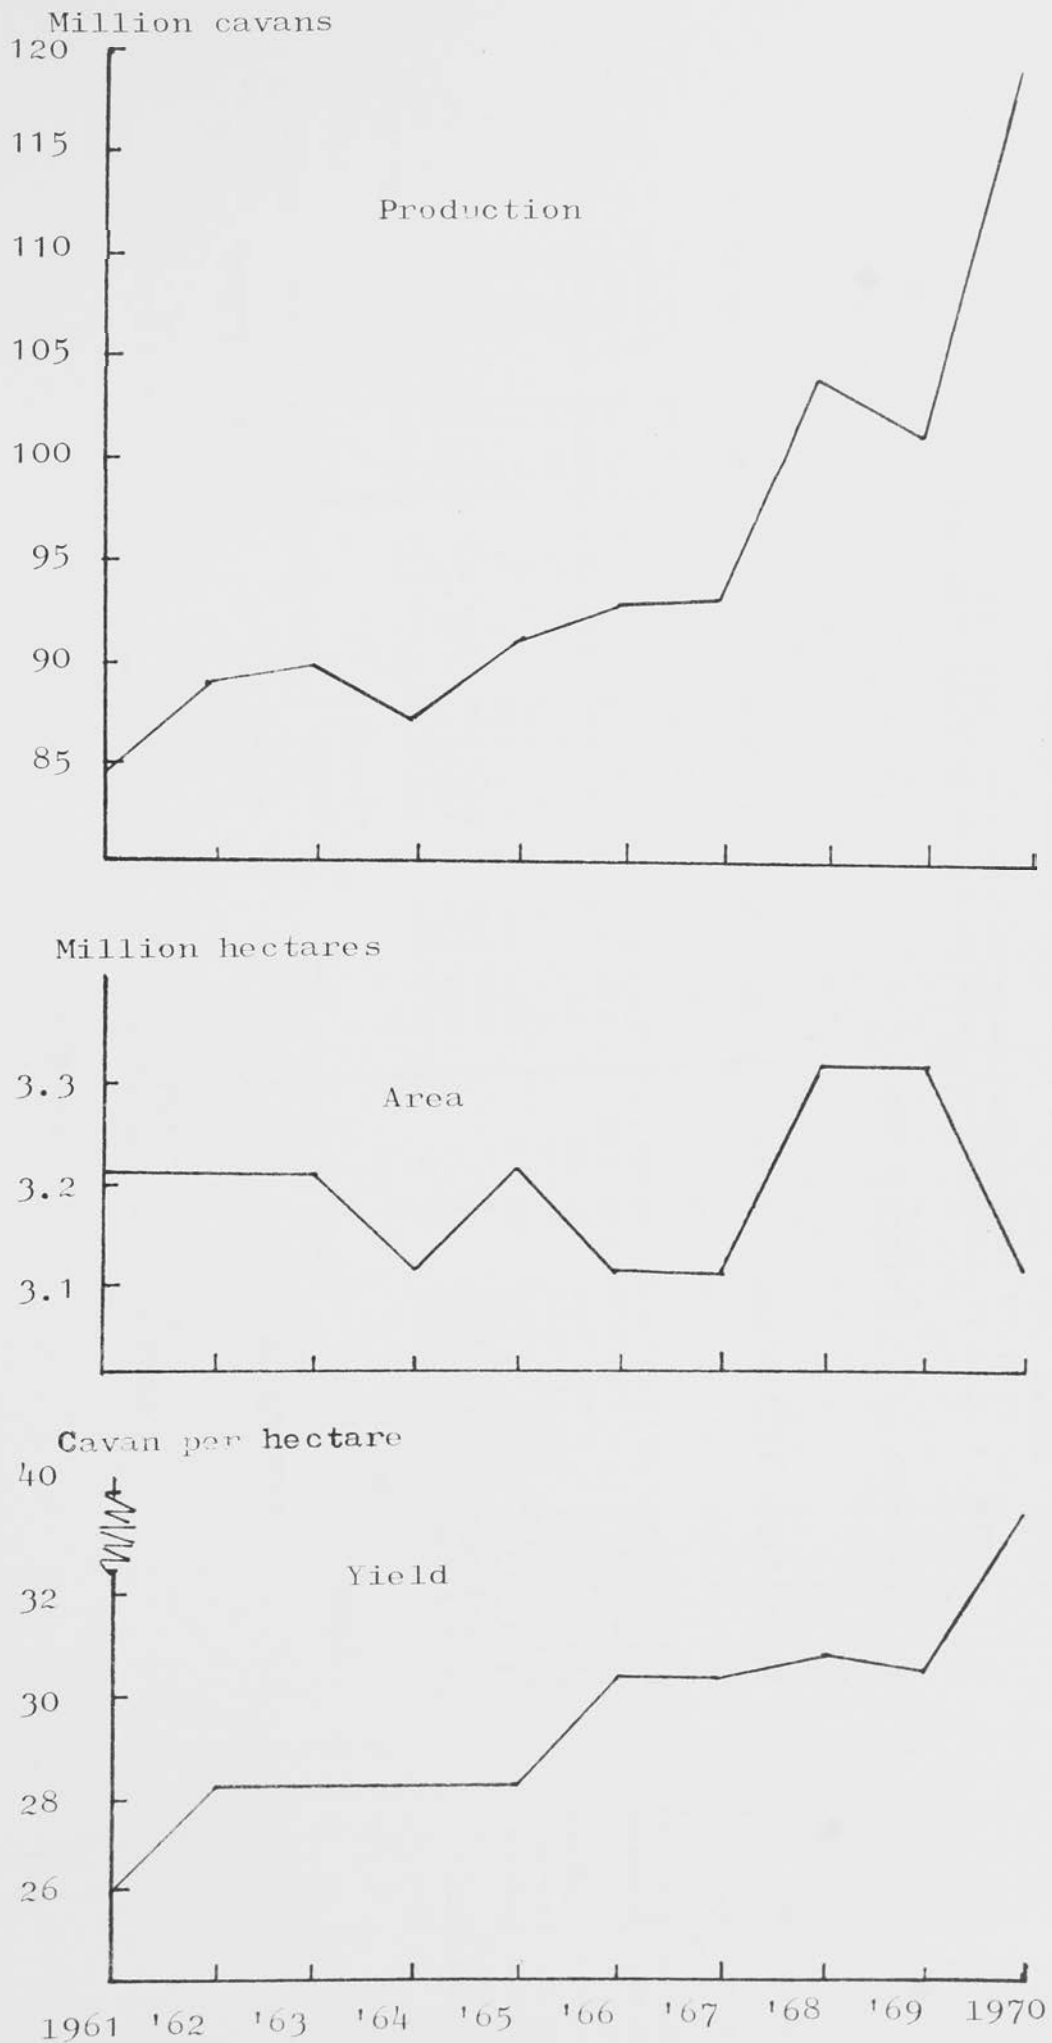 Million cavans
120
115
Production
110
105
100
95
90
85
Million hectares
3.3
Area
3.2
3.1
Cavan per hectare
40
Yield
32
30
28
26
1961 '62 '63 '64 '65 '66 '67 '68 '69 1970